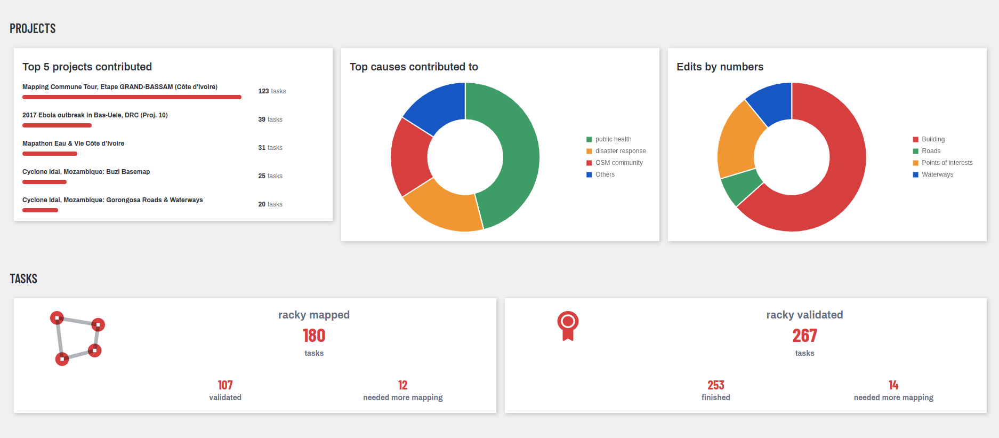 PROJECTS
Top 5 projects contributed
Mapping Commune Tour, Etape GRAND-BASSAM (Côte d'Ivoire)
123 tasks
2017 Ebola outbreak in Bas-Uele, DRC (Proj. 10)
39 tasks
Mapathon Eau & Vie Côte d’Ivoire
31 tasks
Cyclone Idai, Mozambique: Buzi Basemap
25 tasks
Cyclone Idai, Mozambique: Gorongosa Roads & Waterways
20 tasks
Top causes contributed to
public health
disaster response
OSM community
Others
Edits by numbers
Building
Roads
Points of interests
Waterways
TASKS
racky mapped
180
tasks
107
validated
12
needed more mapping
racky validated
267
tasks
253
finished
14
needed more mapping